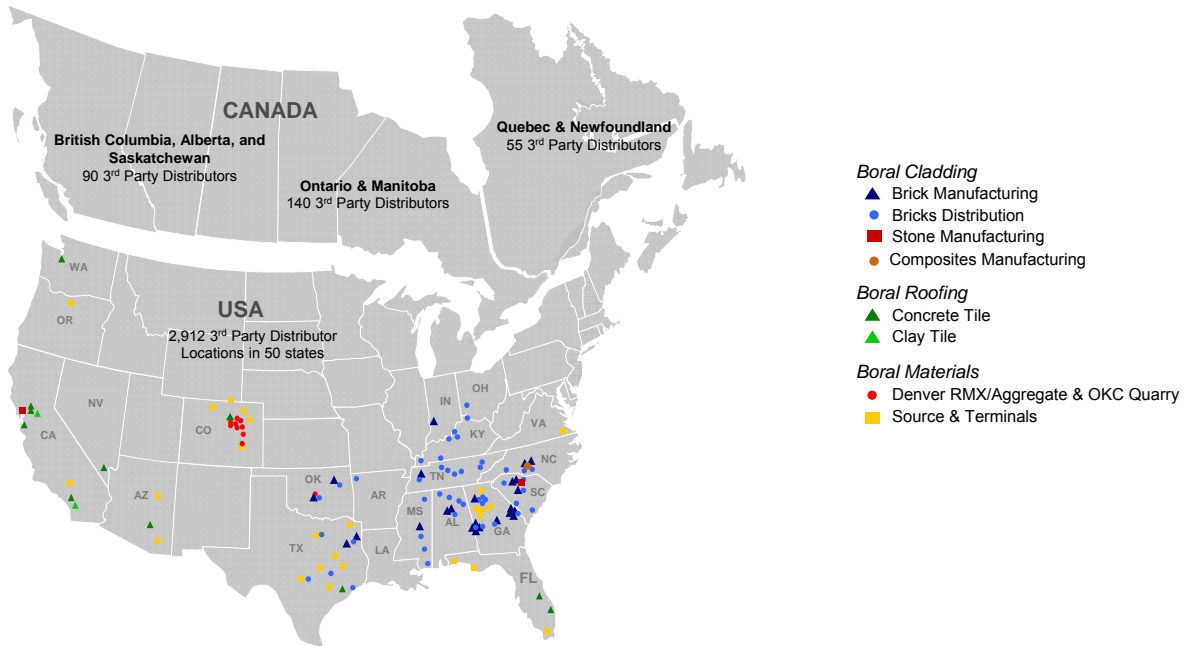 CANADA
British Columbia, Alberta, and
Saskatchewan
90 3rd Party Distributors
Quebec & Newfoundland
55 3rd Party Distributors
Ontario & Manitoba
140 3rd Party Distributors
USA
2,912 3rd Party Distributor
Locations in 50 states
WA
OR
NV
CA
CO
AZ
OK
TX
AR
LA
IN
OH
KY
VA
TN
NC
SC
MS
AL
GA
FL
Boral Cladding
Brick Manufacturing
Bricks Distribution
Stone Manufacturing
Composites Manufacturing
Boral Roofing
Concrete Tile
Clay Tile
Boral Materials
Denver RMX/Aggregate & OKC Quarry
Source & Terminals